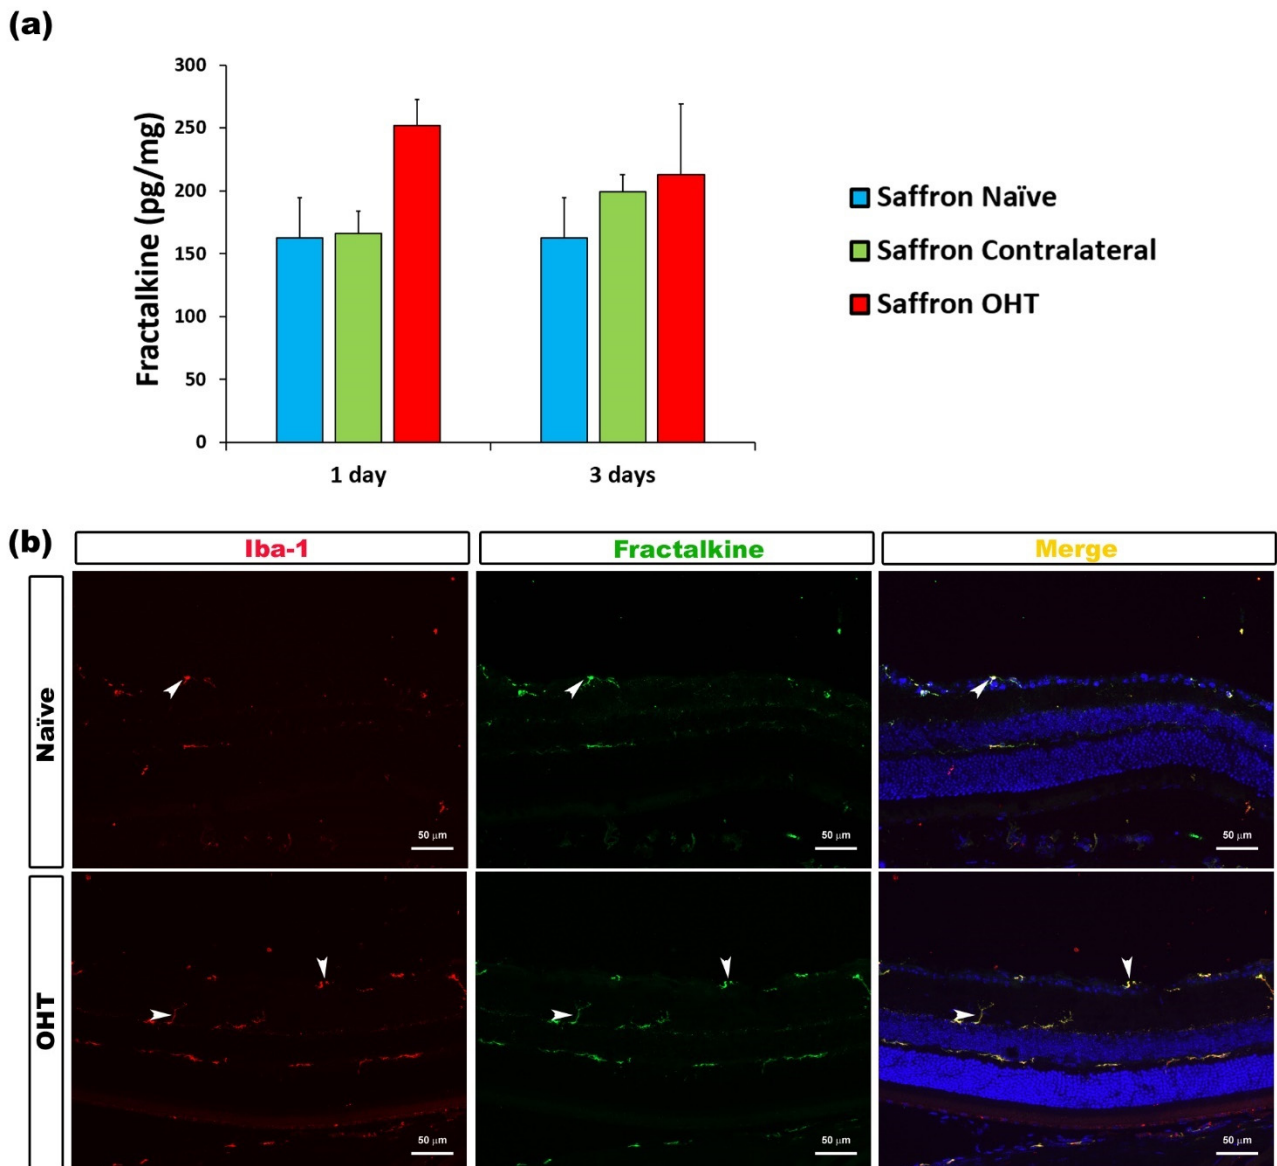 (a)
300
250
200
150
100
50
0
Fractalkine (pg/mg)
1 day
3 days
Saffron Naïve
Saffron Contralateral
Saffron OHT
(b)
Iba-1
Fractalkine
Merge
Naïve
50 µm
50 µm
50 µm
OHT
50 µm
50 µm
50 µm